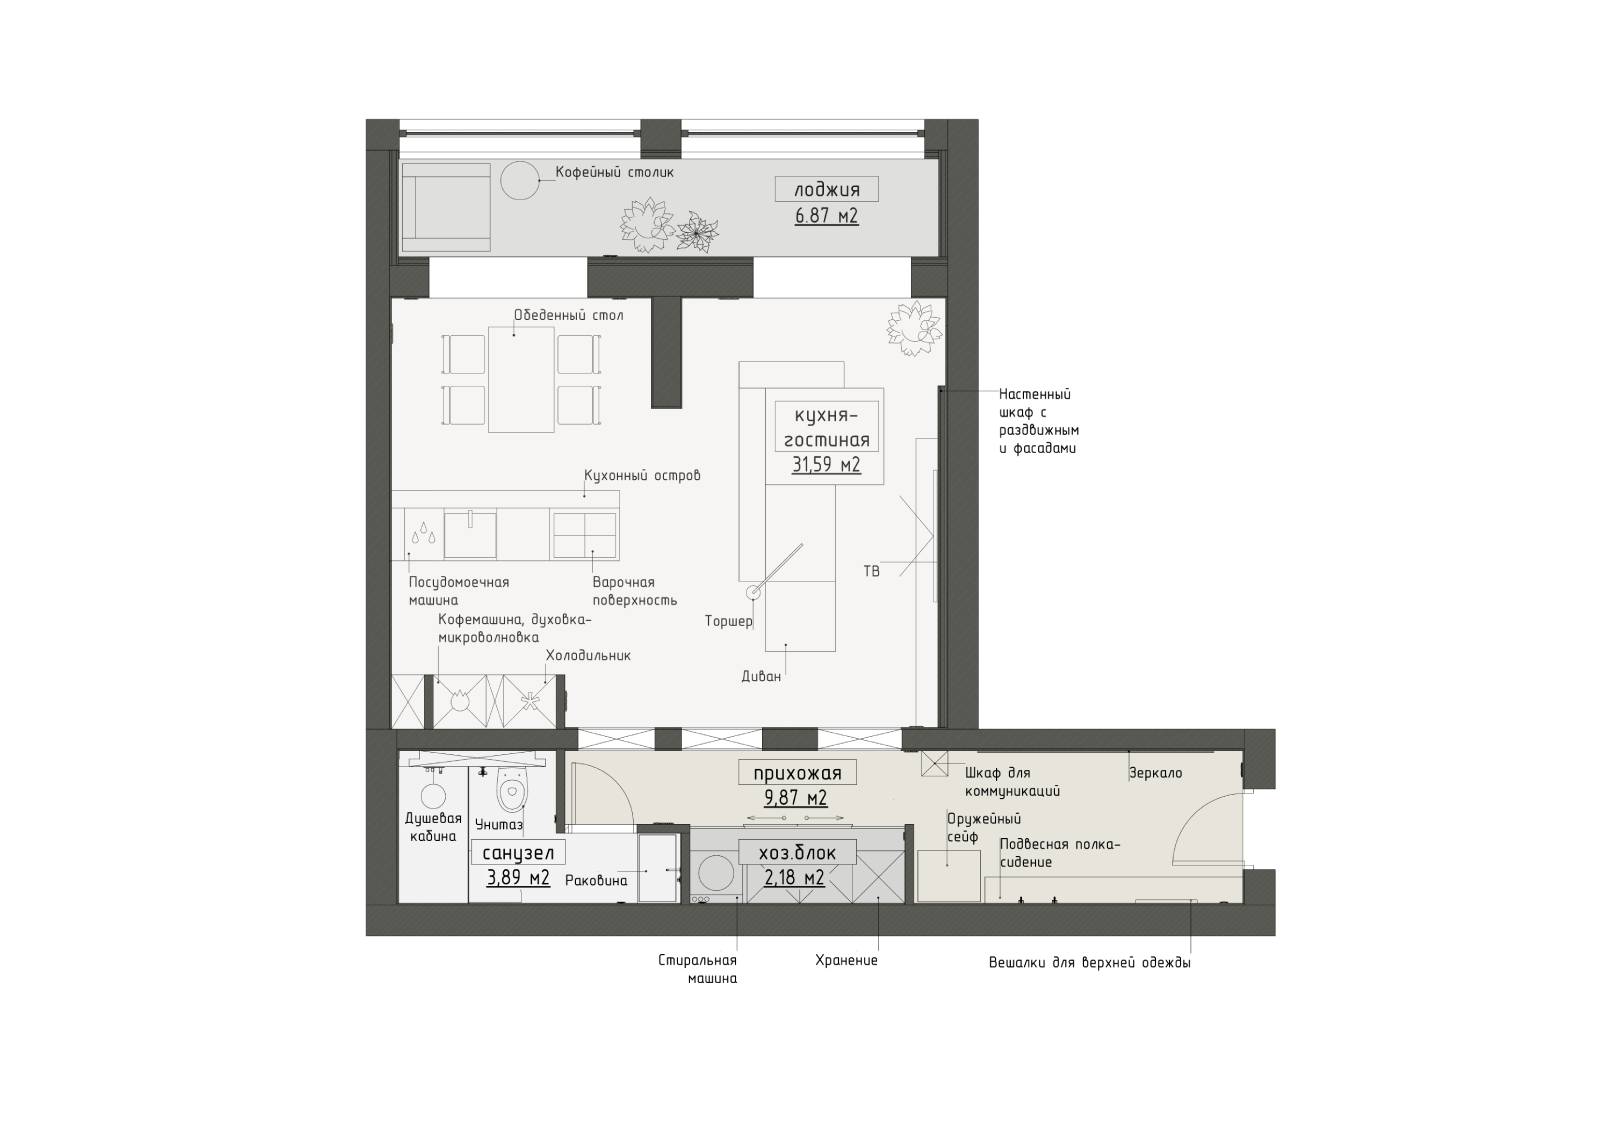 Кофейный столик
лоджия
6.87 м2
Обеденный стол
Настенный
шкаф с
раздвижным
и фасадами
кухня-
гостиная
31,59 м2
Кухонный остров
ТВ
Посудомоечная
машина
Варочная
поверхность
Кофемашина, духовка-
микроволновка
Торшер
Холодильник
Диван
прихожая
9,87 м2
Шкаф для
коммуникаций
Зеркало
Душевая
кабина
Унитаз
Оружейный
сейф
Подвесная полка-
сидение
санузел
3,89 м2
Раковина
хоз.блок
2,18 м2
Стиральная
машина
Хранение
Вешалки для верхней одежды